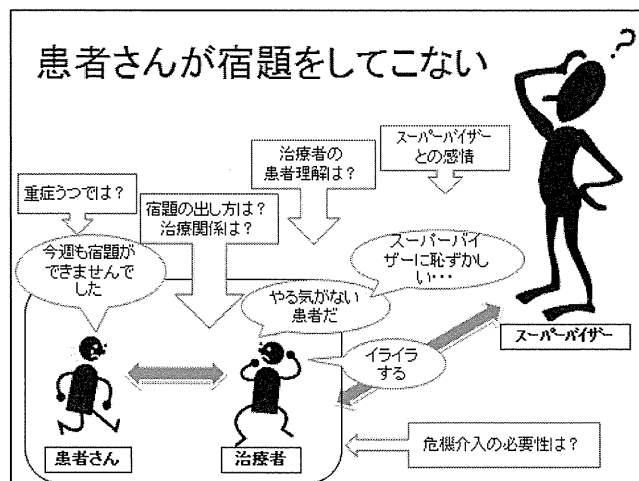 患者さんが宿題をしてこない
?
スーパーバイザー
との感情
治療者の
患者理解は？
重症うつでは？
宿題の出し方は？
治療関係は？
今週も宿題が
できませんで
した
スーパーバイ
ザーに恥ずかし
い・・・
やる気がない
患者だ
スーパーバイザー
イライラ
する
患者さん
治療者
危機介入の必要性は？